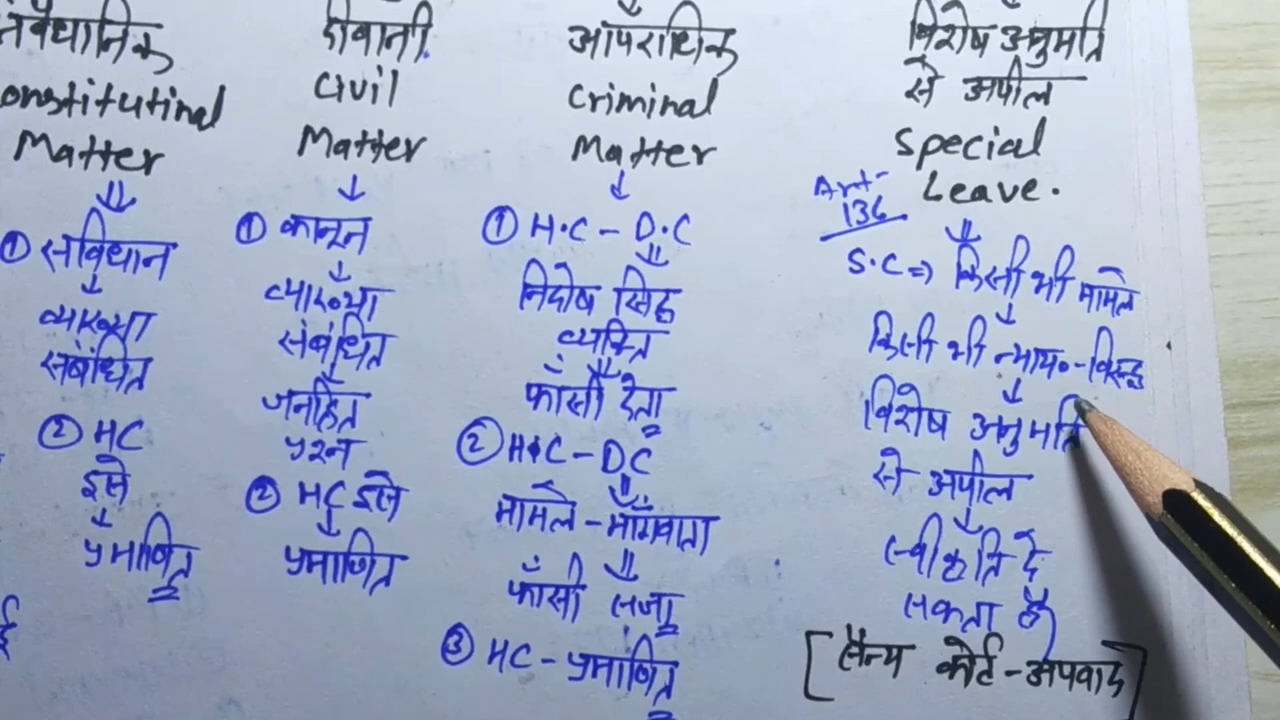 संवैधानिक
onstitutinal
Matter
① संविधान
व्याख्या
संबंधित
② HC
इसे
प्रमाणित
दीवानी
Civil
Matter
① कानून
व्याख्या
संबंधित
जनहित
प्रश्न
② HC इसे
प्रमाणित
आपराधिक
Criminal
Matter
① H.C - D.C
निर्दोष सिद्ध
व्यक्ति
फाँसी देता
② H.C - DC
मामले - माँगवाता
फाँसी सजा
③ HC - प्रमाणित
विशेष अनुमति
से अपील
Special
Leave.
Art-
136
S.C ⇒ किसी भी मामले
किसी भी न्याय॰ - विरुद्ध
विशेष अनुमति
से अपील
स्वीकृति दे
सकता है
[सैन्य कोर्ट - अपवाद]
ई